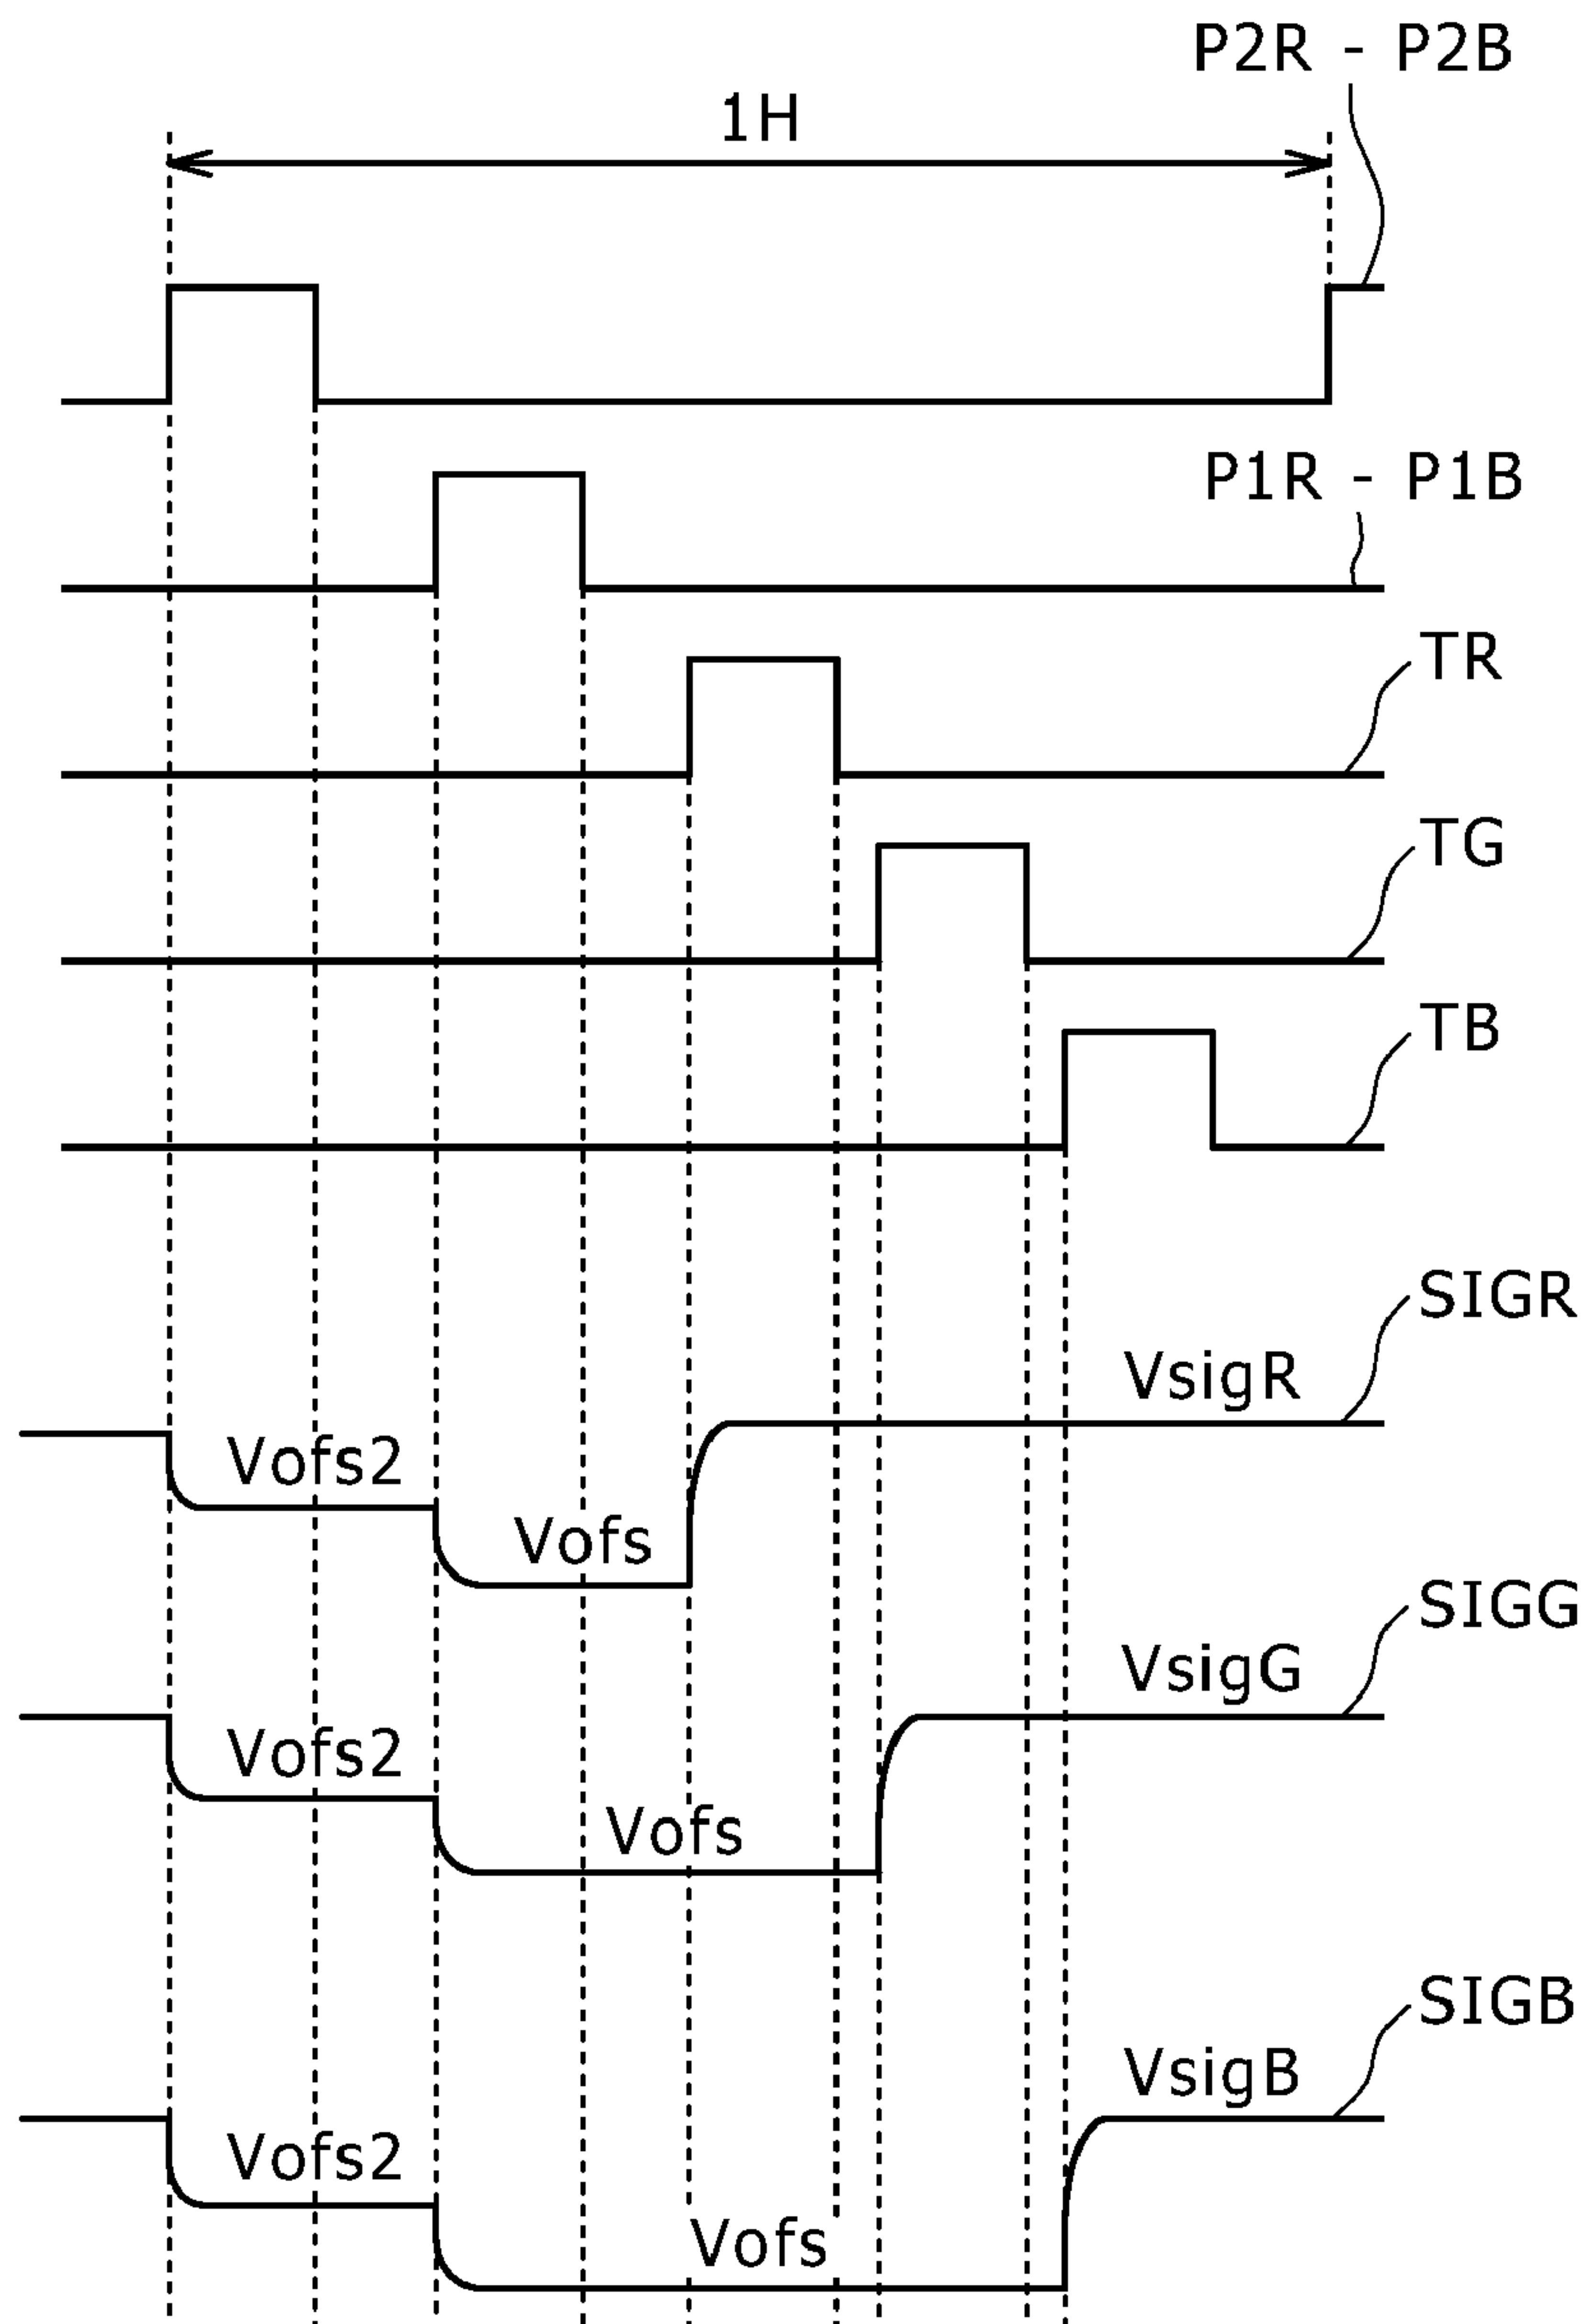 P2R - P2B
1H
P1R - P1B
TR
TG
TB
SIGR
VsigR
Vofs2
Vofs
SIGG
VsigG
Vofs2
Vofs
SIGB
VsigB
Vofs2
Vofs